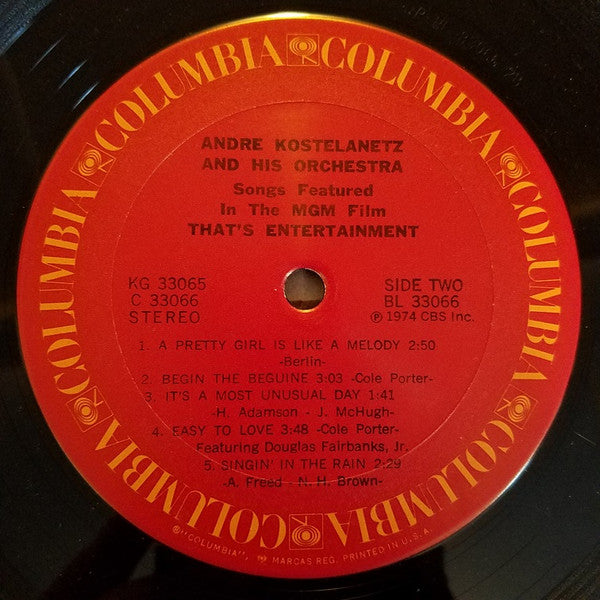 COLUMBIA COLUMBIA COLUMBIA COLUMBIA COLUMBIA COLUMBIA
ANDRE KOSTELANETZ
AND HIS ORCHESTRA
Songs Featured
In The MGM Film
THAT'S ENTERTAINMENT
KG 33065
C 33066
STEREO
SIDE TWO
BL 33066
℗ 1974 CBS Inc.
1. A PRETTY GIRL IS LIKE A MELODY 2:50
-Berlin-
2. BEGIN THE BEGUINE 3:03 -Cole Porter-
3. IT'S A MOST UNUSUAL DAY 1:41
-H. Adamson - J. McHugh-
4. EASY TO LOVE 3:48 -Cole Porter-
Featuring Douglas Fairbanks, Jr.
5. SINGIN' IN THE RAIN 2:29
-A. Freed - N. H. Brown-
®"COLUMBIA", MARCAS REG. PRINTED IN U.S.A.